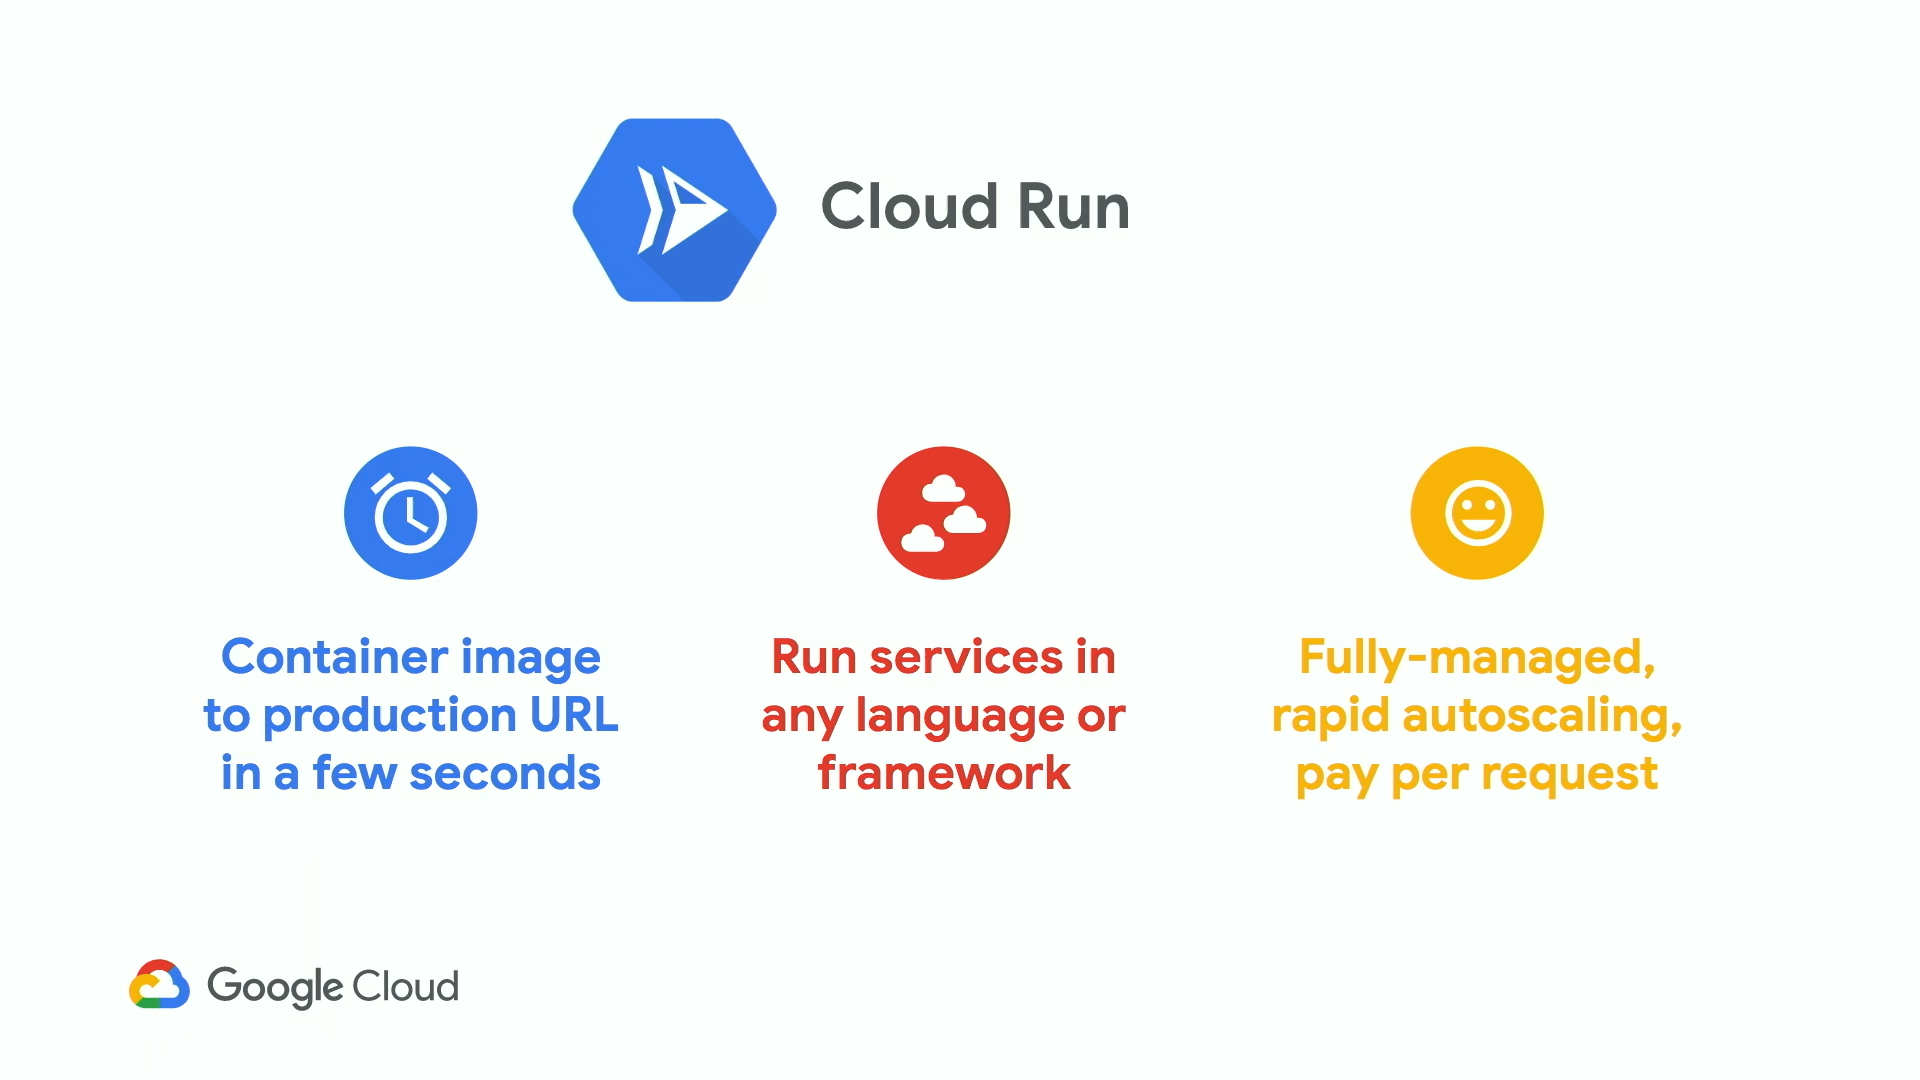 Cloud Run
Container image
to production URL
in a few seconds
Run services in
any language or
framework
Fully-managed,
rapid autoscaling,
pay per request
Google Cloud